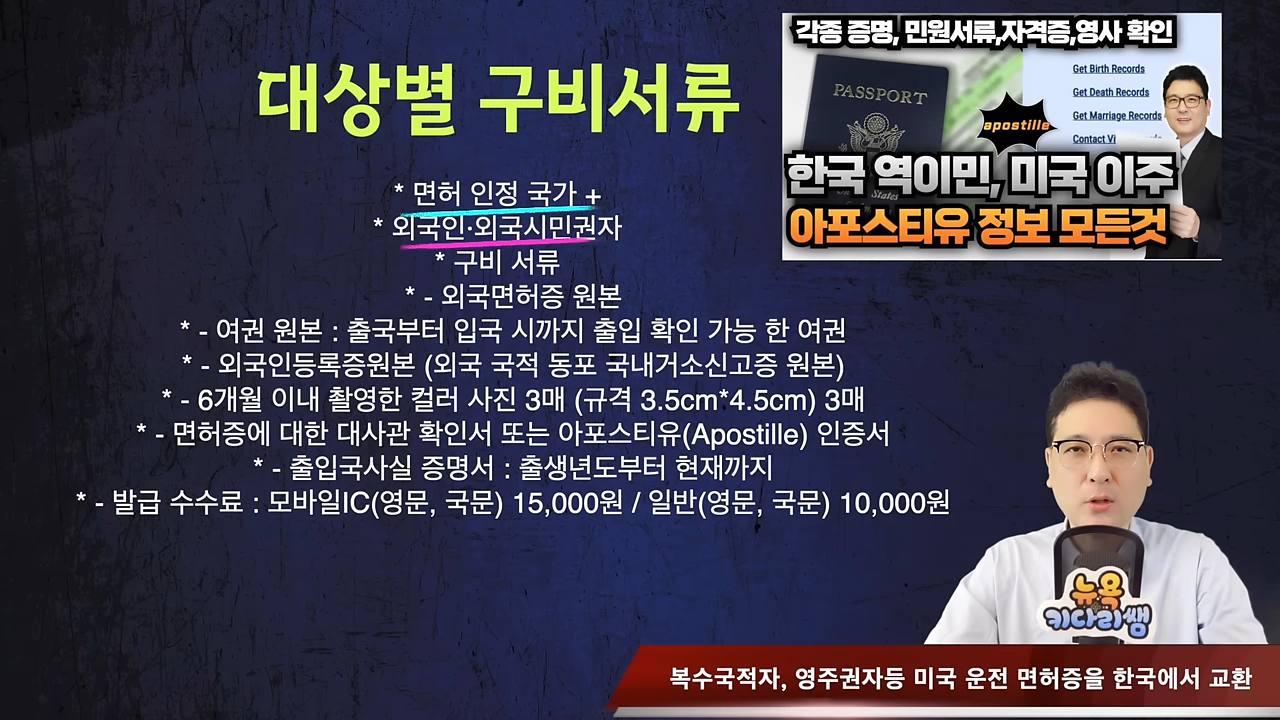 대상별 구비서류
* 면허 인정 국가 +
* 외국인·외국시민권자
* 구비 서류
* - 외국면허증 원본
* - 여권 원본 : 출국부터 입국 시까지 출입 확인 가능 한 여권
* - 외국인등록증원본 (외국 국적 동포 국내거소신고증 원본)
* - 6개월 이내 촬영한 컬러 사진 3매 (규격 3.5cm*4.5cm) 3매
* - 면허증에 대한 대사관 확인서 또는 아포스티유(Apostille) 인증서
* - 출입국사실 증명서 : 출생년도부터 현재까지
* - 발급 수수료 : 모바일IC(영문, 국문) 15,000원 / 일반(영문, 국문) 10,000원
각종 증명, 민원서류,자격증,영사 확인
PASSPORT
Get Birth Records
Get Death Records
Get Marriage Records
Contact Vi
apostille
States
한국 역이민, 미국 이주
아포스티유 정보 모든것
뉴욕
키다리쌤
복수국적자, 영주권자등 미국 운전 면허증을 한국에서 교환